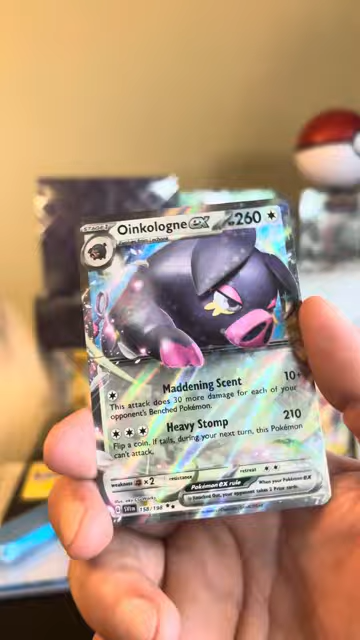 STAGE 1
Oinkologne ex 260
Maddening Scent 10+
This attack does 30 more damage for each of your
opponent's Benched Pokémon.
Heavy Stomp 210
Flip a coin. If tails, during your next turn, this Pokémon
can't attack.
weakness ×2 resistance retreat
Pokémon ex rule
When your Pokémon ex
is Knocked Out, your opponent takes 2 Prize cards.
158/198